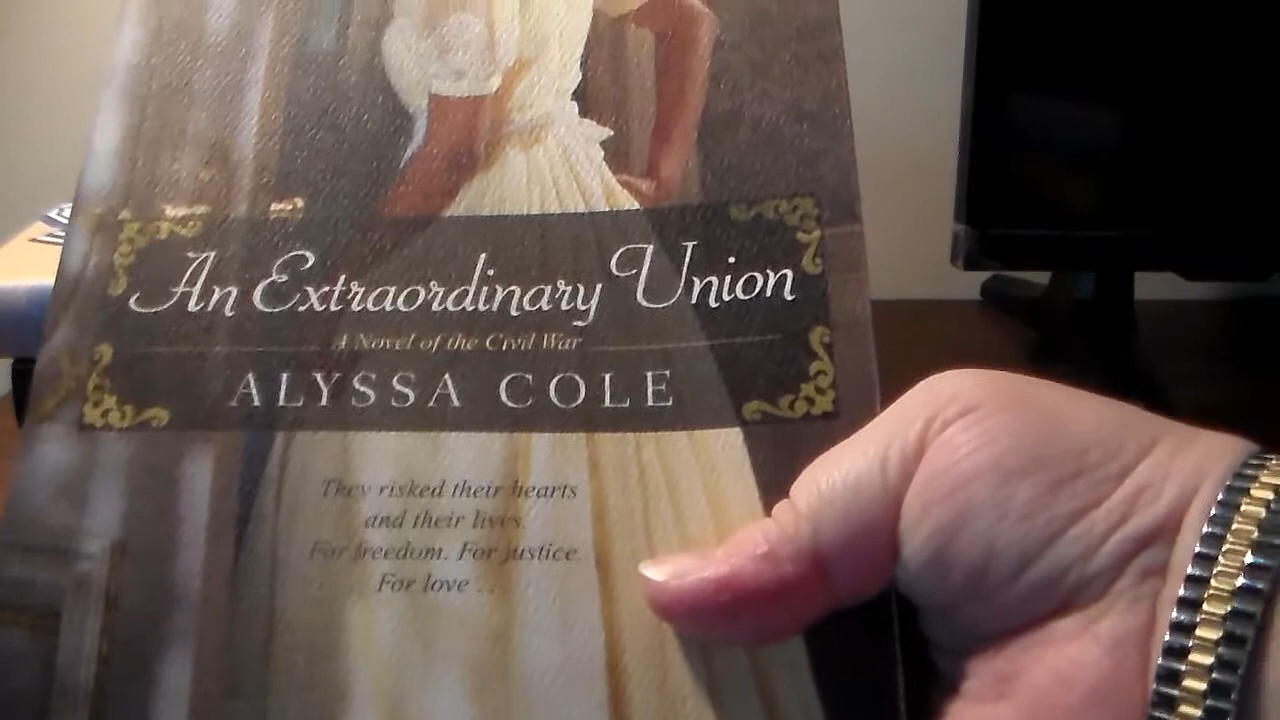 An Extraordinary Union
A Novel of the Civil War
ALYSSA COLE
They risked their hearts
and their lives.
For freedom. For justice.
For love . .